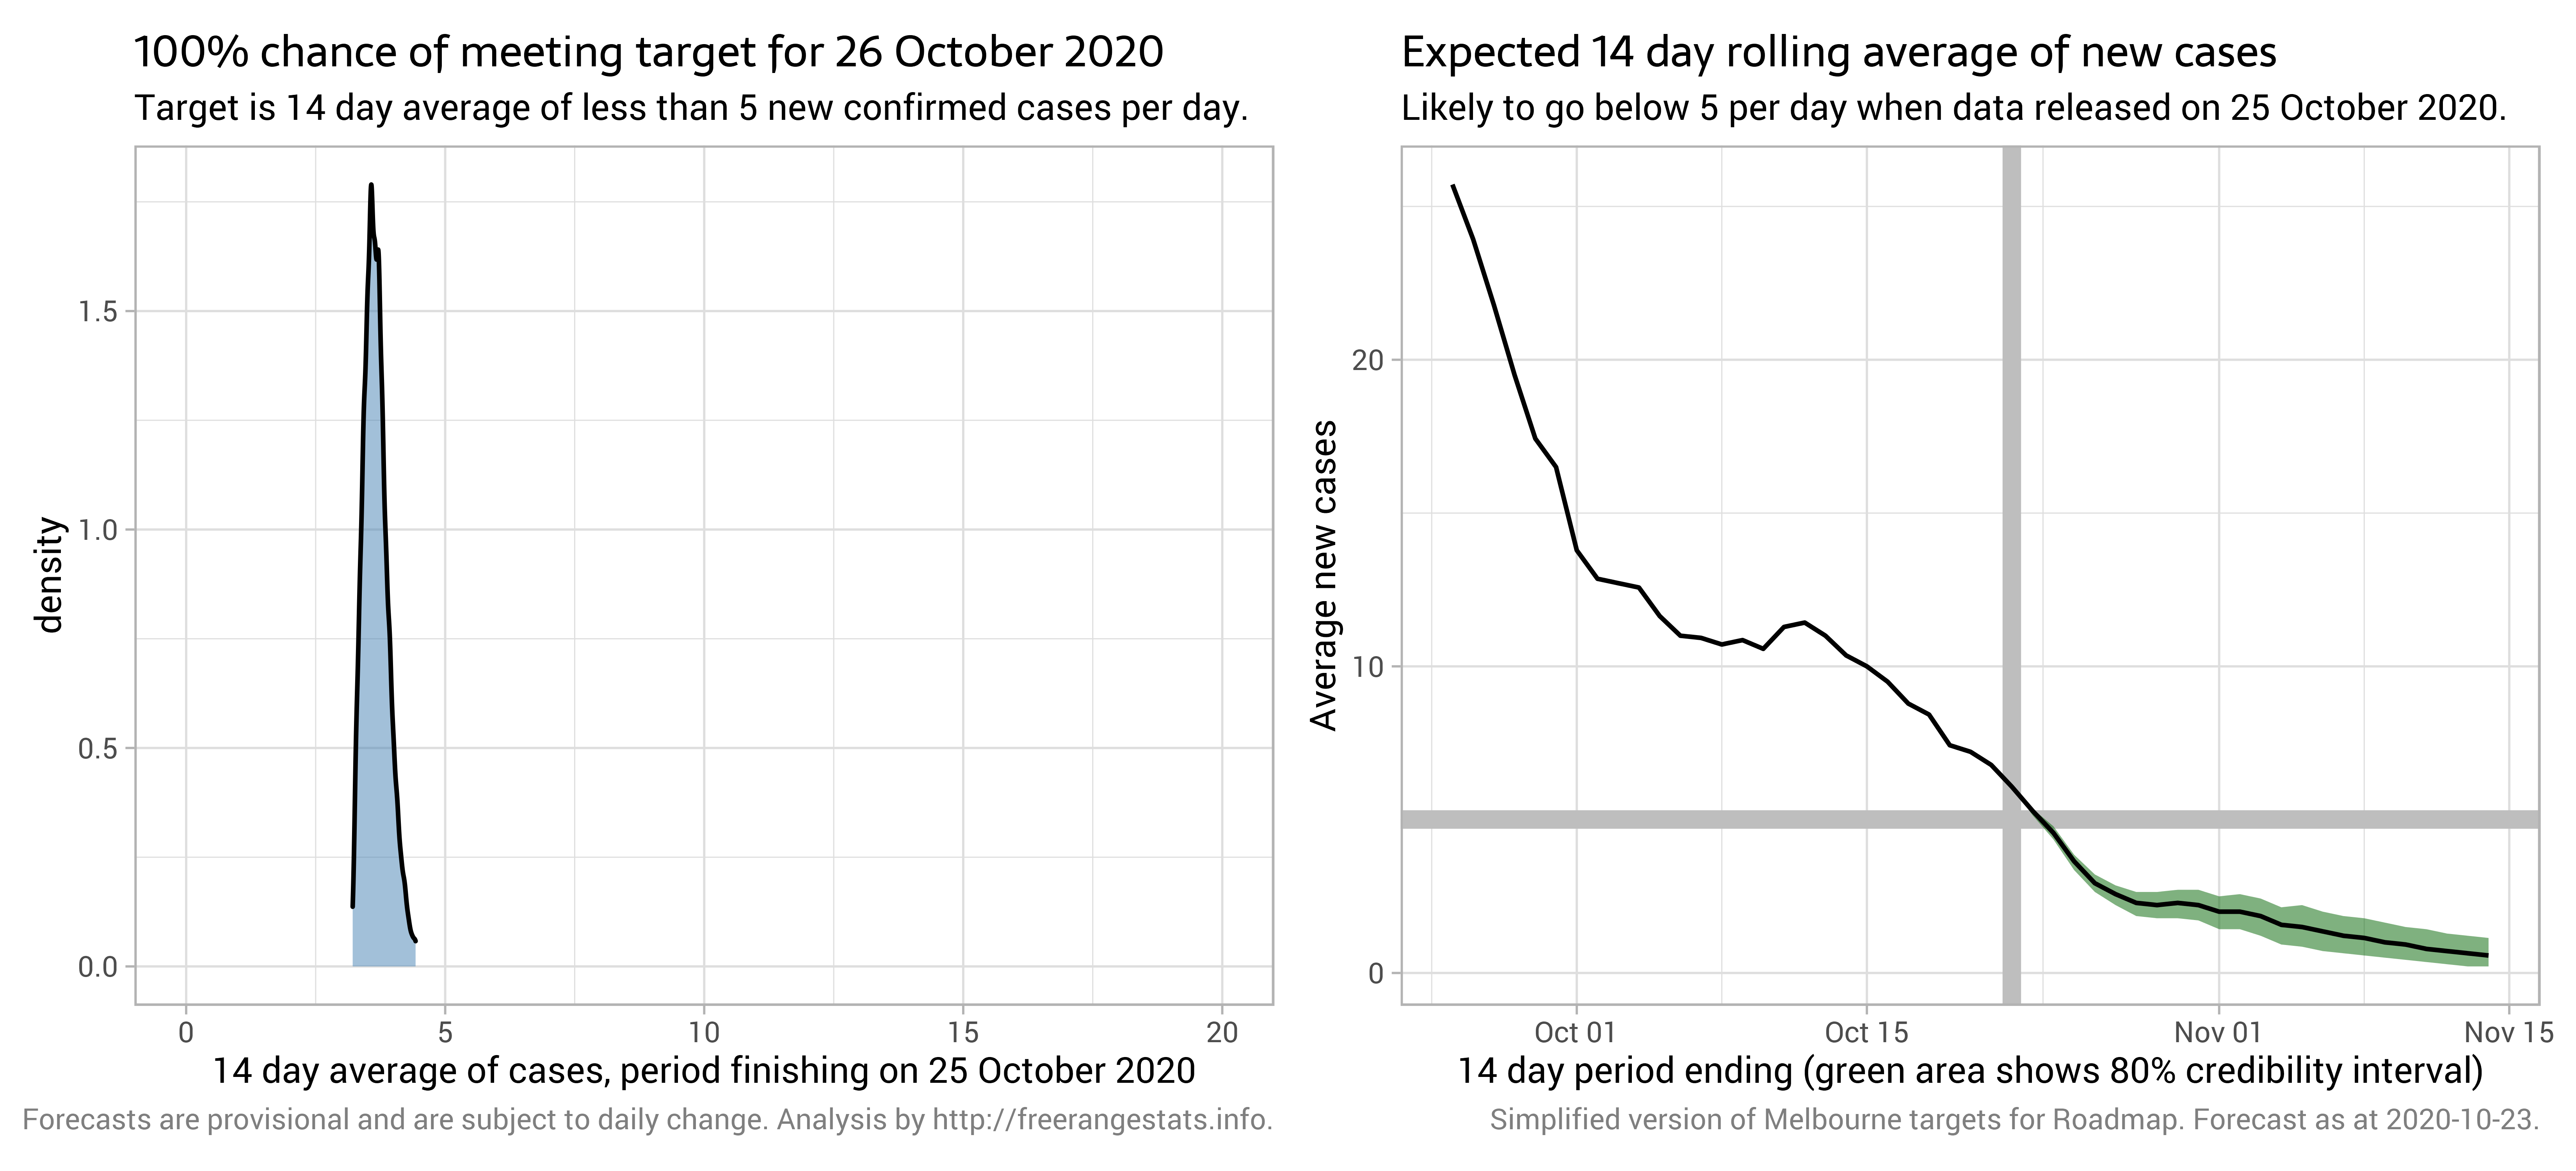 100% chance of meeting target for 26 October 2020
Target is 14 day average of less than 5 new confirmed cases per day.
density
1.5
1.0
0.5
0.0
0 5 10 15 20
14 day average of cases, period finishing on 25 October 2020
Forecasts are provisional and are subject to daily change. Analysis by http://freerangestats.info.
Expected 14 day rolling average of new cases
Likely to go below 5 per day when data released on 25 October 2020.
Average new cases
20
10
0
Oct 01 Oct 15 Nov 01 Nov 15
14 day period ending (green area shows 80% credibility interval)
Simplified version of Melbourne targets for Roadmap. Forecast as at 2020-10-23.